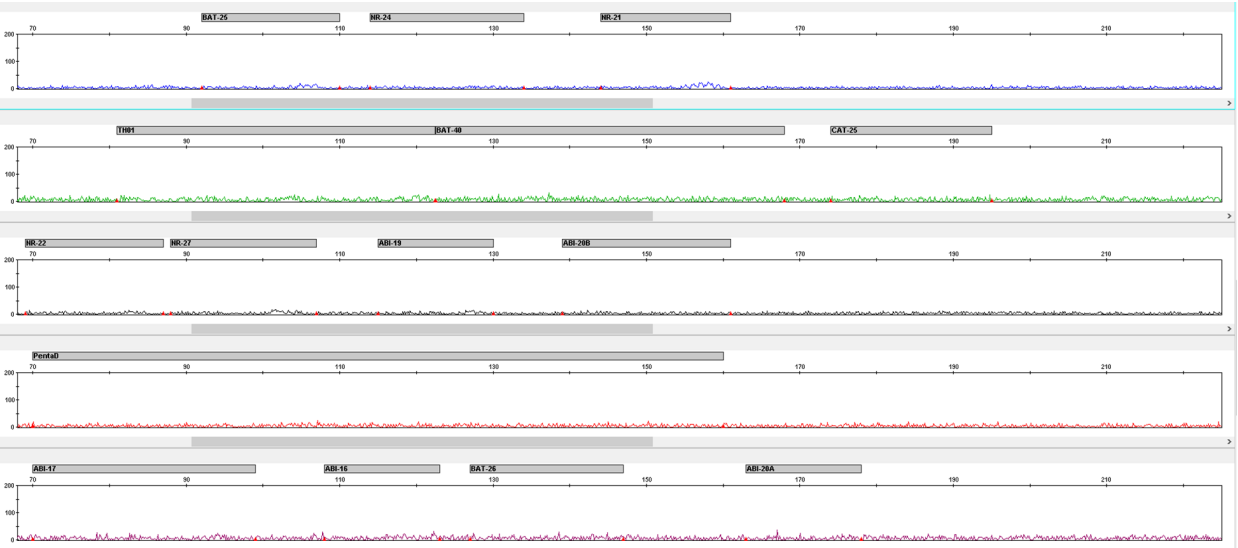 BAT-25 NR-24 NR-21
70 90 110 130 150 170 190 210
200
100
0
TH01 BAT-40 CAT-25
70 90 110 130 150 170 190 210
200
100
0
NR-22 NR-27 ABI-19 ABI-20B
70 90 110 130 150 170 190 210
200
100
0
PentaD
70 90 110 130 150 170 190 210
200
100
0
ABI-17 ABI-16 BAT-26 ABI-20A
70 90 110 130 150 170 190 210
200
100
0